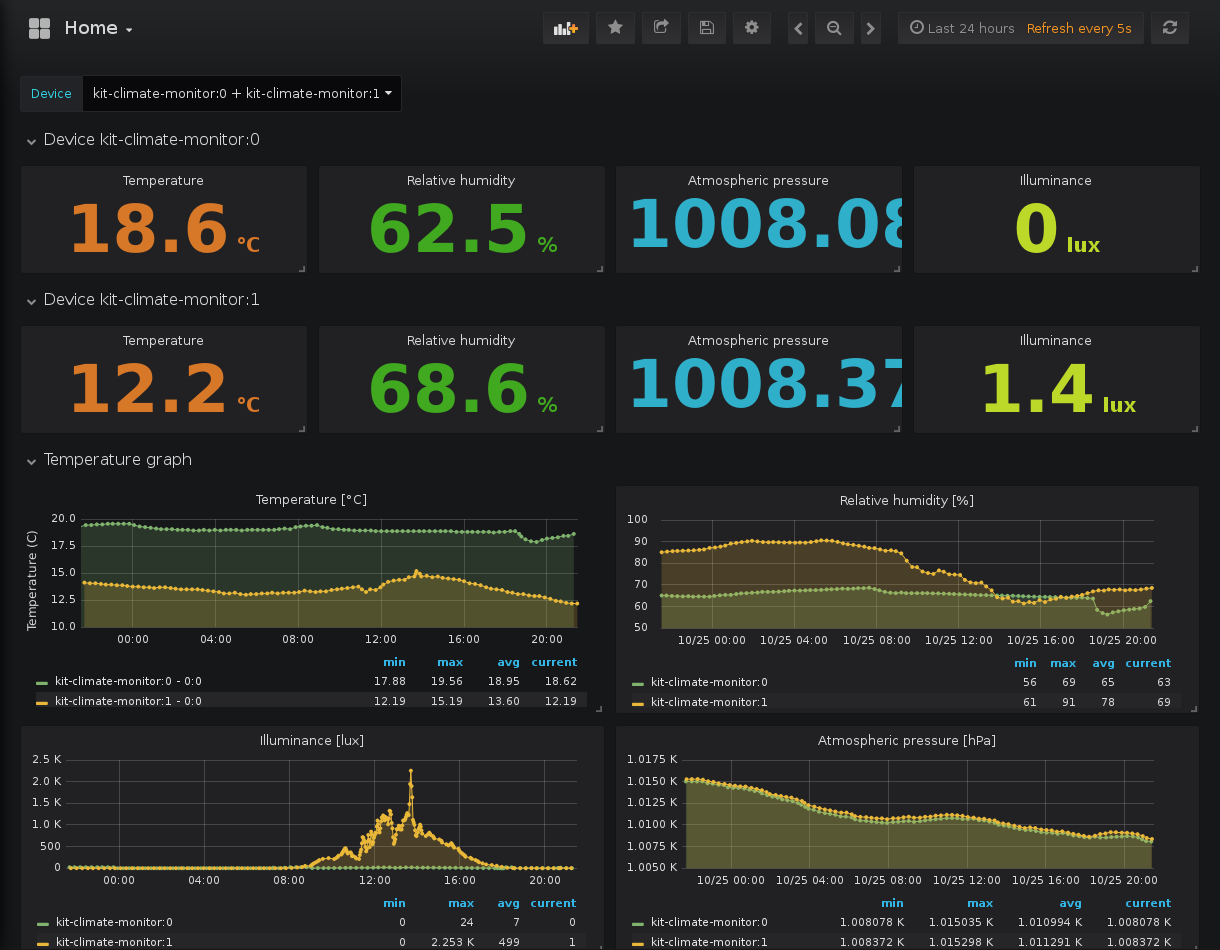 Home
Last 24 hours Refresh every 5s
Device kit-climate-monitor:0 + kit-climate-monitor:1
Device kit-climate-monitor:0
Temperature Relative humidity Atmospheric pressure Illuminance
18.6 °C 62.5 % 1008.08 0 lux
Device kit-climate-monitor:1
Temperature Relative humidity Atmospheric pressure Illuminance
12.2 °C 68.6 % 1008.37 1.4 lux
Temperature graph
Temperature [°C]
Temperature (C)
20.0
17.5
15.0
12.5
10.0
00:00 04:00 08:00 12:00 16:00 20:00
min max avg current
kit-climate-monitor:0 - 0:0 17.88 19.56 18.95 18.62
kit-climate-monitor:1 - 0:0 12.19 15.19 13.60 12.19
Relative humidity [%]
100
90
80
70
60
50
10/25 00:00 10/25 04:00 10/25 08:00 10/25 12:00 10/25 16:00 10/25 20:00
min max avg current
kit-climate-monitor:0 56 69 65 63
kit-climate-monitor:1 61 91 78 69
Illuminance [lux]
2.5 K
2.0 K
1.5 K
1.0 K
500
0
00:00 04:00 08:00 12:00 16:00 20:00
min max avg current
kit-climate-monitor:0 0 24 7 0
kit-climate-monitor:1 0 2.253 K 499 1
Atmospheric pressure [hPa]
1.0175 K
1.0150 K
1.0125 K
1.0100 K
1.0075 K
1.0050 K
10/25 00:00 10/25 04:00 10/25 08:00 10/25 12:00 10/25 16:00 10/25 20:00
min max avg current
kit-climate-monitor:0 1.008078 K 1.015035 K 1.010994 K 1.008078 K
kit-climate-monitor:1 1.008372 K 1.015298 K 1.011291 K 1.008372 K